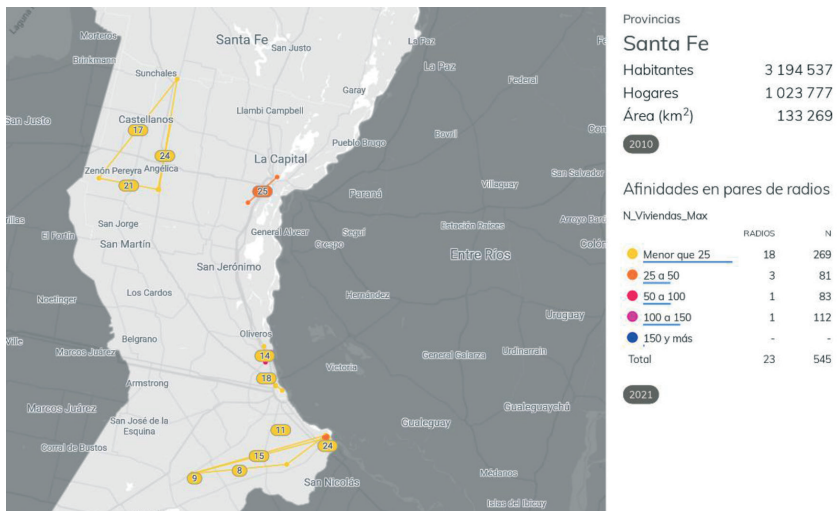 Morteros
Brinkmann
Santa Fe
San Justo
La Paz
La Paz
Sunchales
Federal
Garay
San Justo
Castellanos
Llambi Campbell
17
Bovril
Pueblo Brugo
24
La Capital
Zenón Pereyra
Angélica
San Salvador
21
25
Paraná
Villaguay
San Jorge
General Alvear
Seguí
Estación Raíces
El Fortín
San Martín
Crespo
Entre Ríos
San Jerónimo
Los Cardos
Noetinger
Hernández
Uruguay
Oliveros
Belgrano
Marcos Juárez
14
Victoria
General Galarza
Urdinarrain
Armstrong
18
Marcos Juárez
Gualeguay
Gualeguaychú
San José de la
Esquina
11
Corral de Bustos
15
24
9
8
Médanos
San Nicolás
Islas del Ibicuy
Provincias
Santa Fe
Habitantes 3 194 537
Hogares 1 023 777
Área (km²) 133 269
2010
Afinidades en pares de radios
N_Viviendas_Max
RADIOS N
Menor que 25 18 269
25 a 50 3 81
50 a 100 1 83
100 a 150 1 112
150 y más - -
Total 23 545
2021